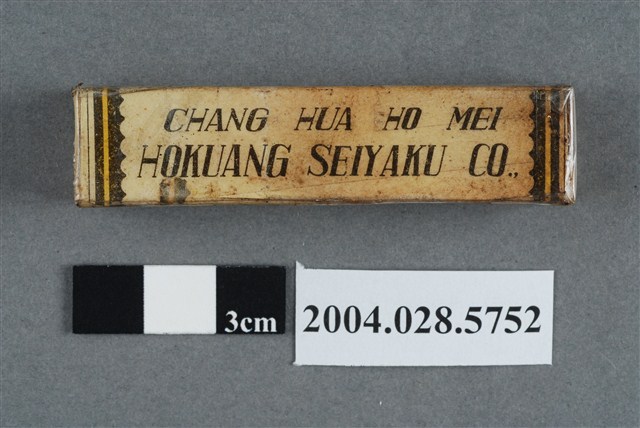 CHANG HUA HO MEI
HOKUANG SEIYAKU CO.,
3cm
2004.028.5752